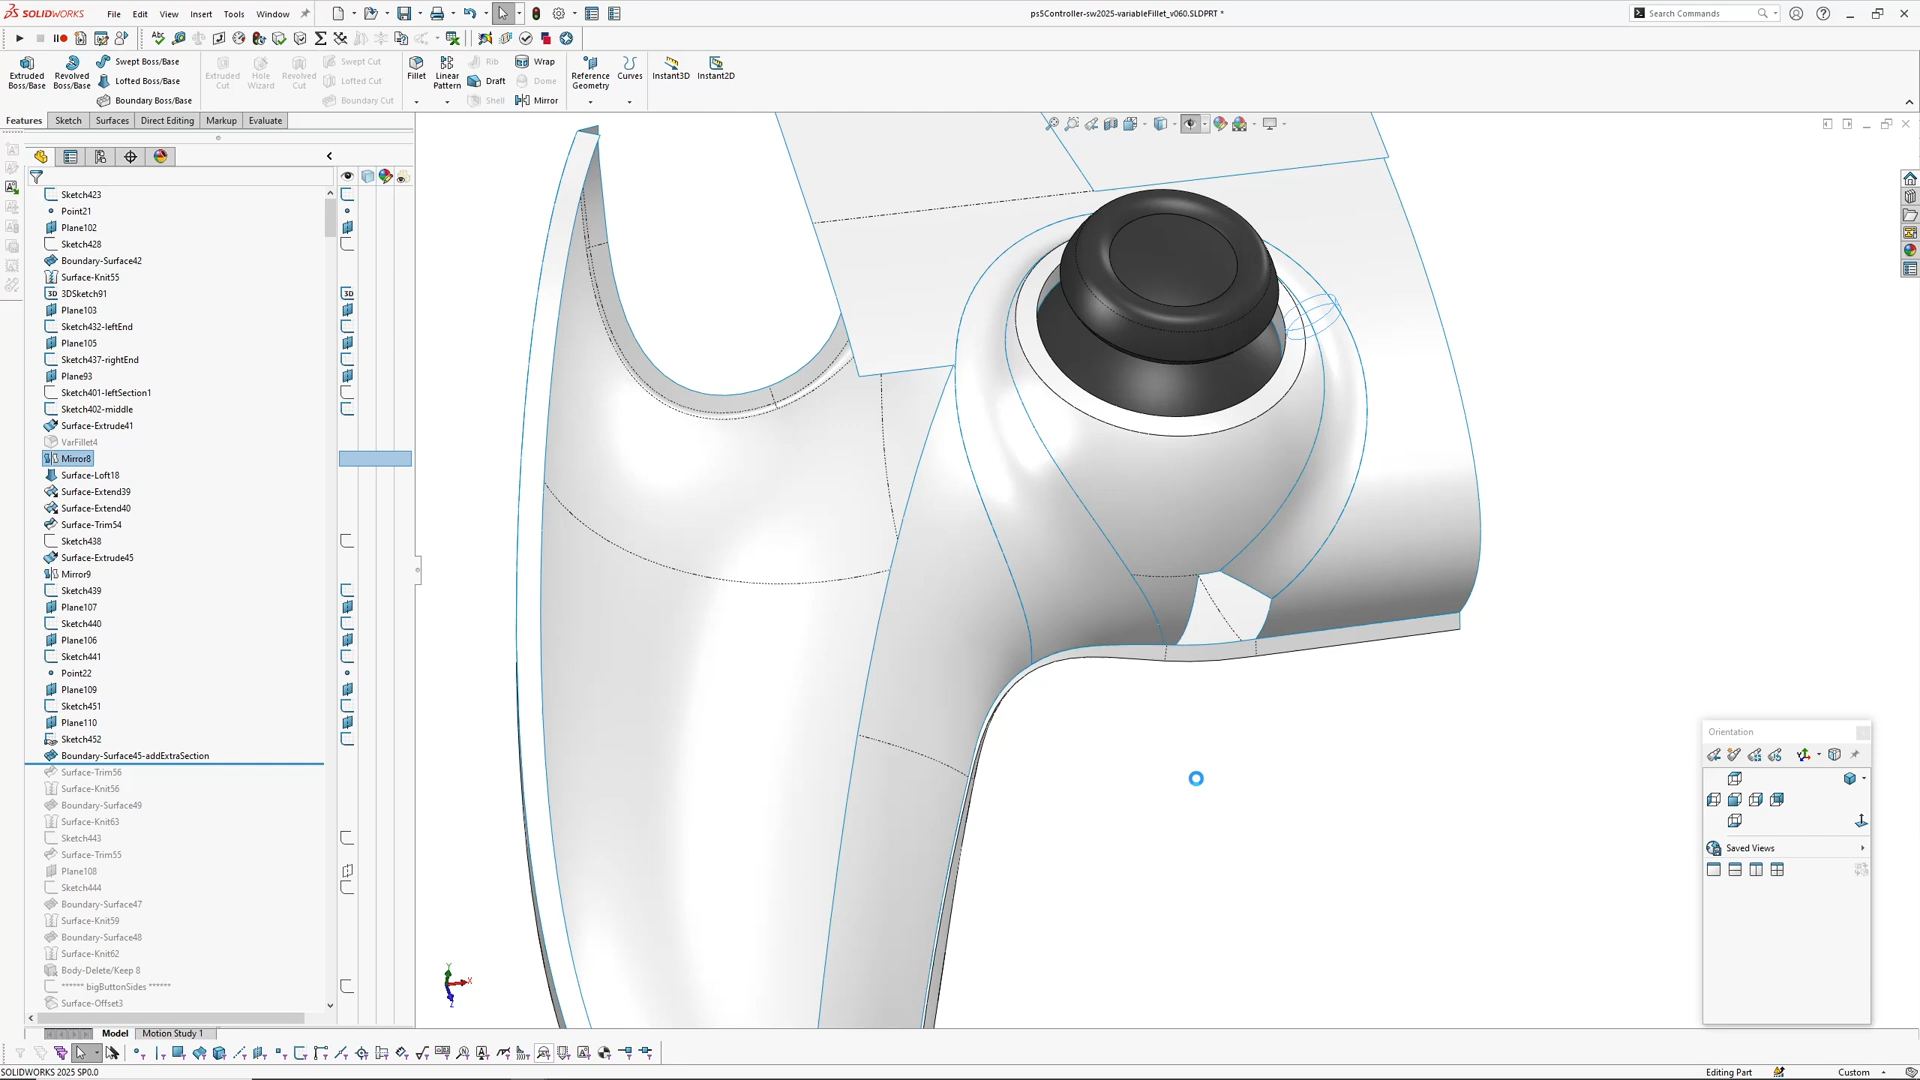 SOLIDWORKS File Edit View Insert Tools Window
ps5Controller-sw2025-variableFillet_v060.SLDPRT *
Search Commands
Extruded Boss/Base
Revolved Boss/Base
Swept Boss/Base
Lofted Boss/Base
Boundary Boss/Base
Extruded Cut
Hole Wizard
Revolved Cut
Swept Cut
Lofted Cut
Boundary Cut
Fillet
Linear Pattern
Rib
Draft
Shell
Wrap
Dome
Mirror
Reference Geometry
Curves
Instant3D
Instant2D
Features Sketch Surfaces Direct Editing Markup Evaluate
Sketch423
Point21
Plane102
Sketch428
Boundary-Surface42
Surface-Knit55
3DSketch91
Plane103
Sketch432-leftEnd
Plane105
Sketch437-rightEnd
Plane93
Sketch401-leftSection1
Sketch402-middle
Surface-Extrude41
VarFillet4
Mirror8
Surface-Loft18
Surface-Extend39
Surface-Extend40
Surface-Trim54
Sketch438
Surface-Extrude45
Mirror9
Sketch439
Plane107
Sketch440
Plane106
Sketch441
Point22
Plane109
Sketch451
Plane110
Sketch452
Boundary-Surface45-addExtraSection
Surface-Trim56
Surface-Knit56
Boundary-Surface49
Surface-Knit63
Sketch443
Surface-Trim55
Plane108
Sketch444
Boundary-Surface47
Surface-Knit59
Boundary-Surface48
Surface-Knit62
Body-Delete/Keep 8
****** bigButtonSides ******
Surface-Offset3
Orientation
Saved Views
Y
X
Z
Model Motion Study 1
SOLIDWORKS 2025 SP0.0
Editing Part
Custom